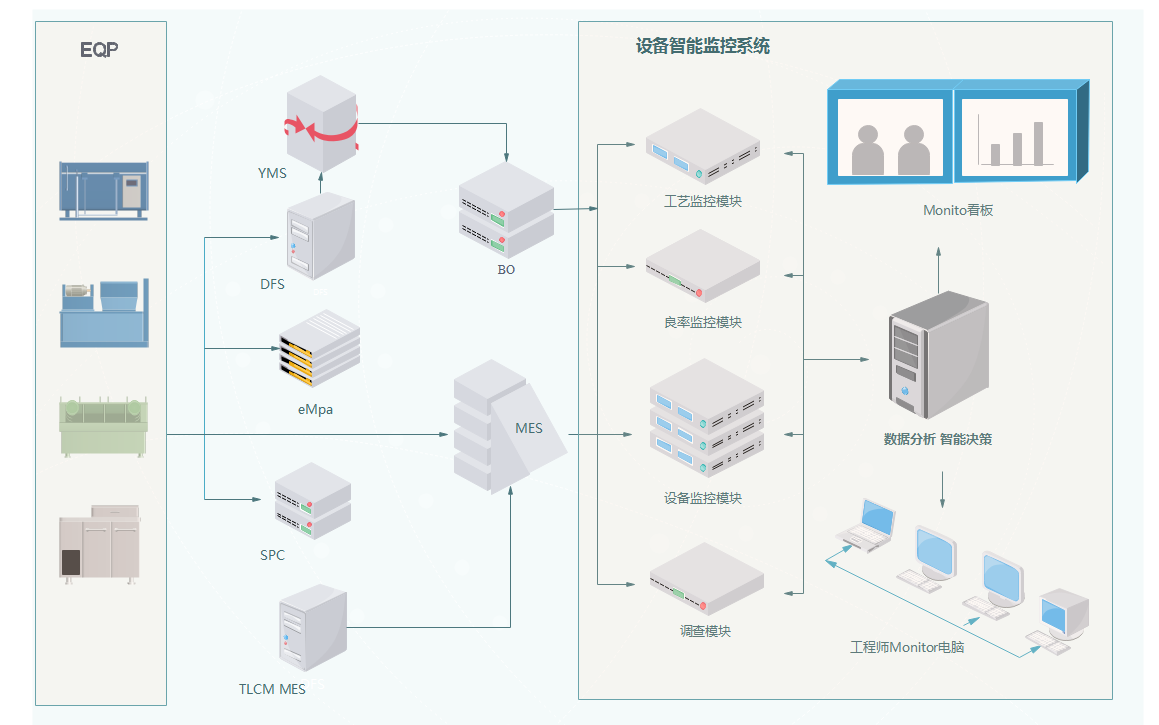 EQP
设备智能监控系统
YMS
DFS
eMpa
SPC
TLCM MES
BO
MES
工艺监控模块
良率监控模块
设备监控模块
调查模块
Monito看板
数据分析 智能决策
工程师Monitor电脑